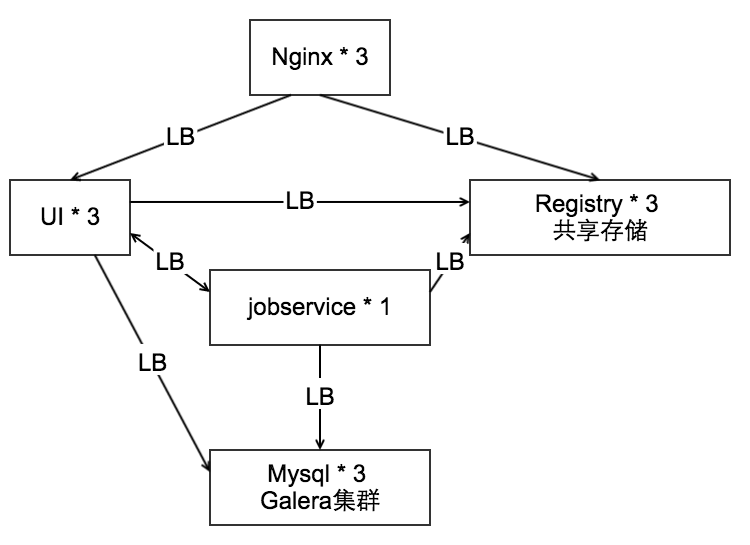 Nginx * 3
LB
LB
UI * 3
LB
Registry * 3
共享存储
LB
LB
jobservice * 1
LB
LB
Mysql * 3
Galera集群